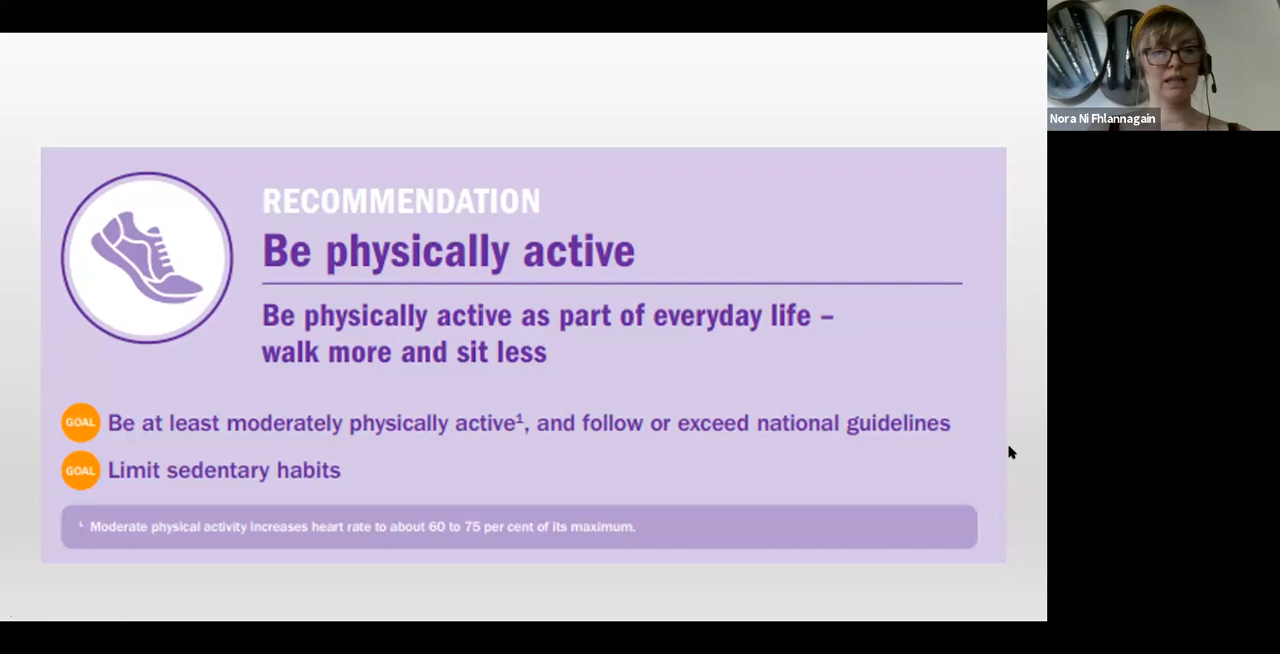 Nora Ni Fhlannagain
RECOMMENDATION
Be physically active
Be physically active as part of everyday life –
walk more and sit less
GOAL Be at least moderately physically active¹, and follow or exceed national guidelines
GOAL Limit sedentary habits
¹ Moderate physical activity increases heart rate to about 60 to 75 per cent of its maximum.